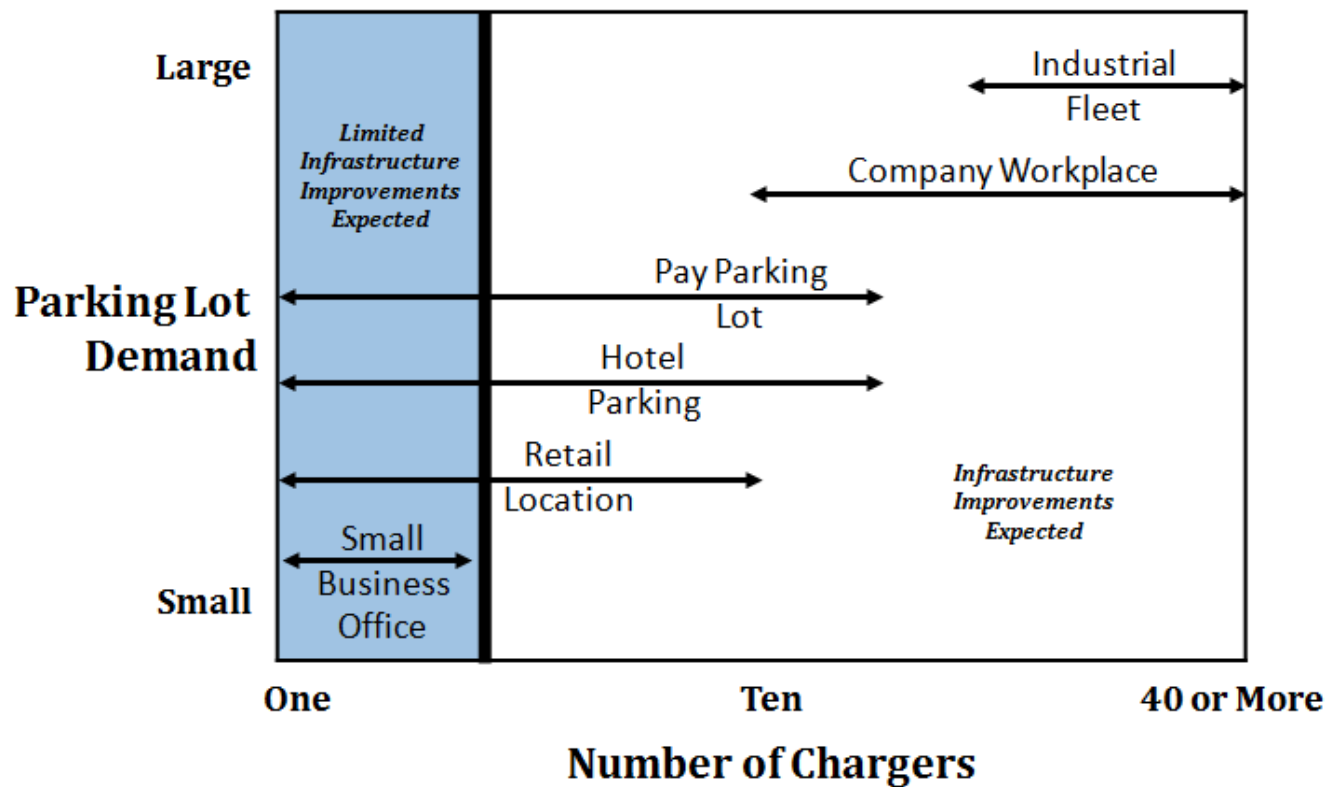 Large
Industrial
Fleet
Limited
Infrastructure
Improvements
Expected
Company Workplace
Pay Parking
Lot
Parking Lot
Demand
Hotel
Parking
Retail
Location
Infrastructure
Improvements
Expected
Small
Business
Office
Small
One
Ten
40 or More
Number of Chargers